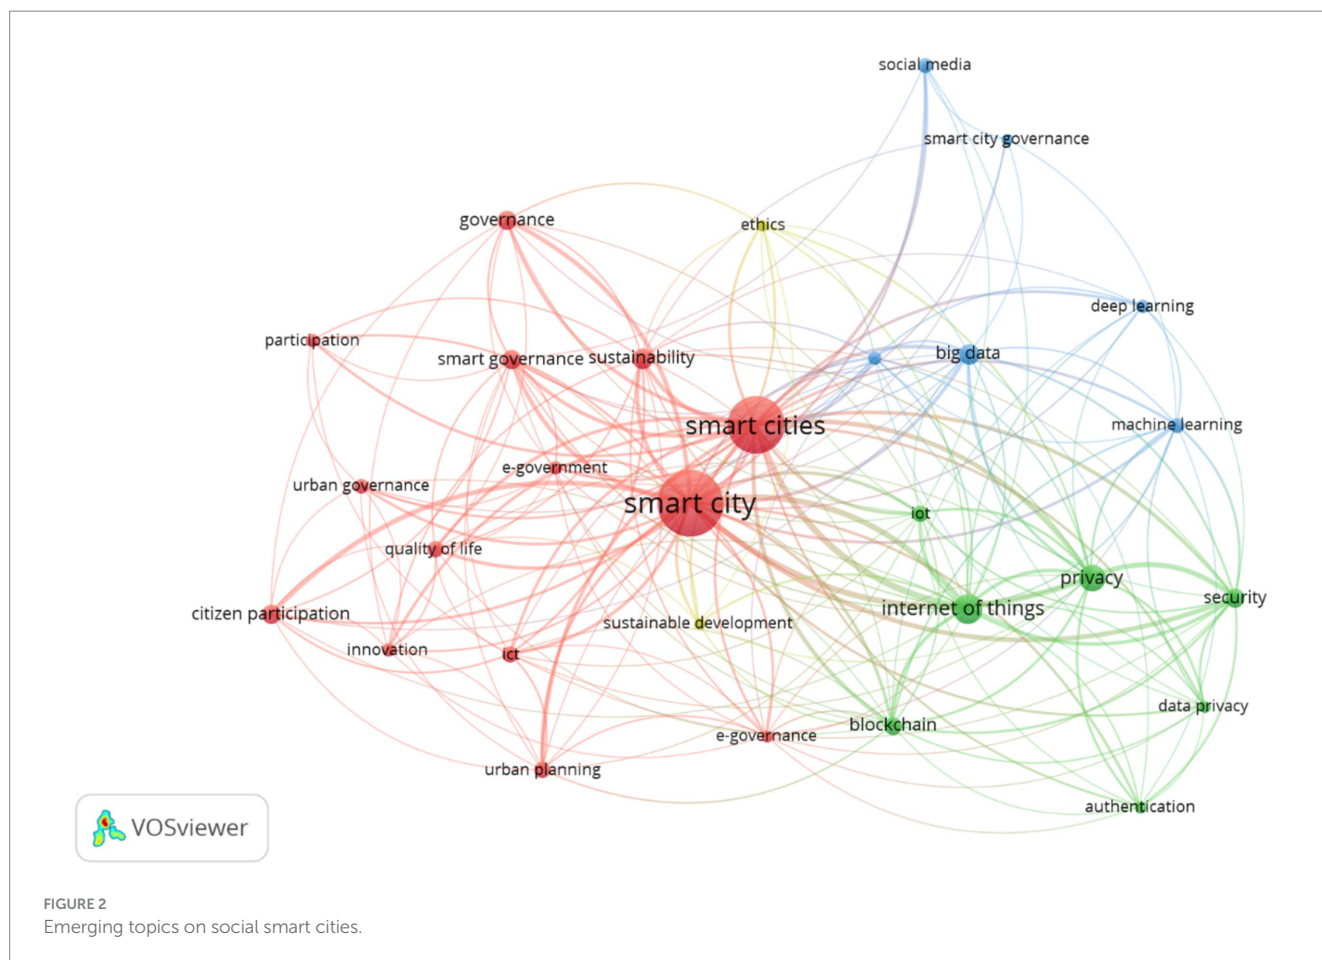 social media
smart city governance
governance
ethics
deep learning
participation
smart governance
sustainability
big data
smart cities
machine learning
e-government
urban governance
smart city
iot
quality of life
privacy
security
internet of things
citizen participation
sustainable development
innovation
ict
data privacy
blockchain
e-governance
urban planning
authentication
VOSviewer
FIGURE 2
Emerging topics on social smart cities.